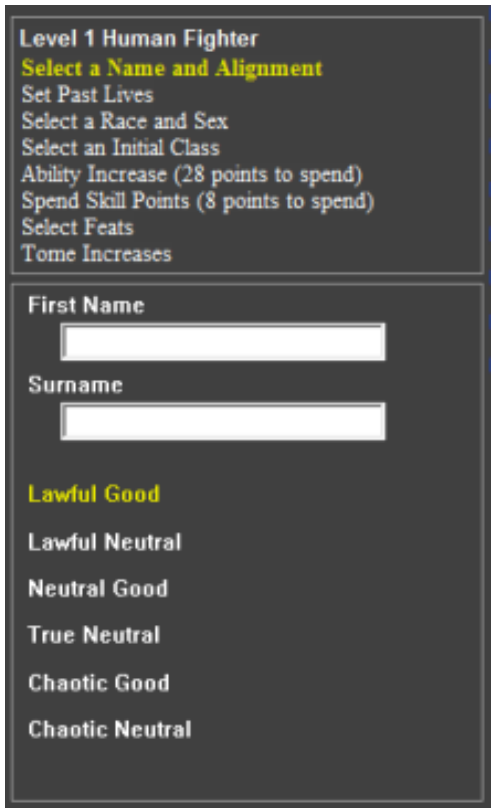 Level 1 Human Fighter
Select a Name and Alignment
Set Past Lives
Select a Race and Sex
Select an Initial Class
Ability Increase (28 points to spend)
Spend Skill Points (8 points to spend)
Select Feats
Tome Increases
First Name
Surname
Lawful Good
Lawful Neutral
Neutral Good
True Neutral
Chaotic Good
Chaotic Neutral